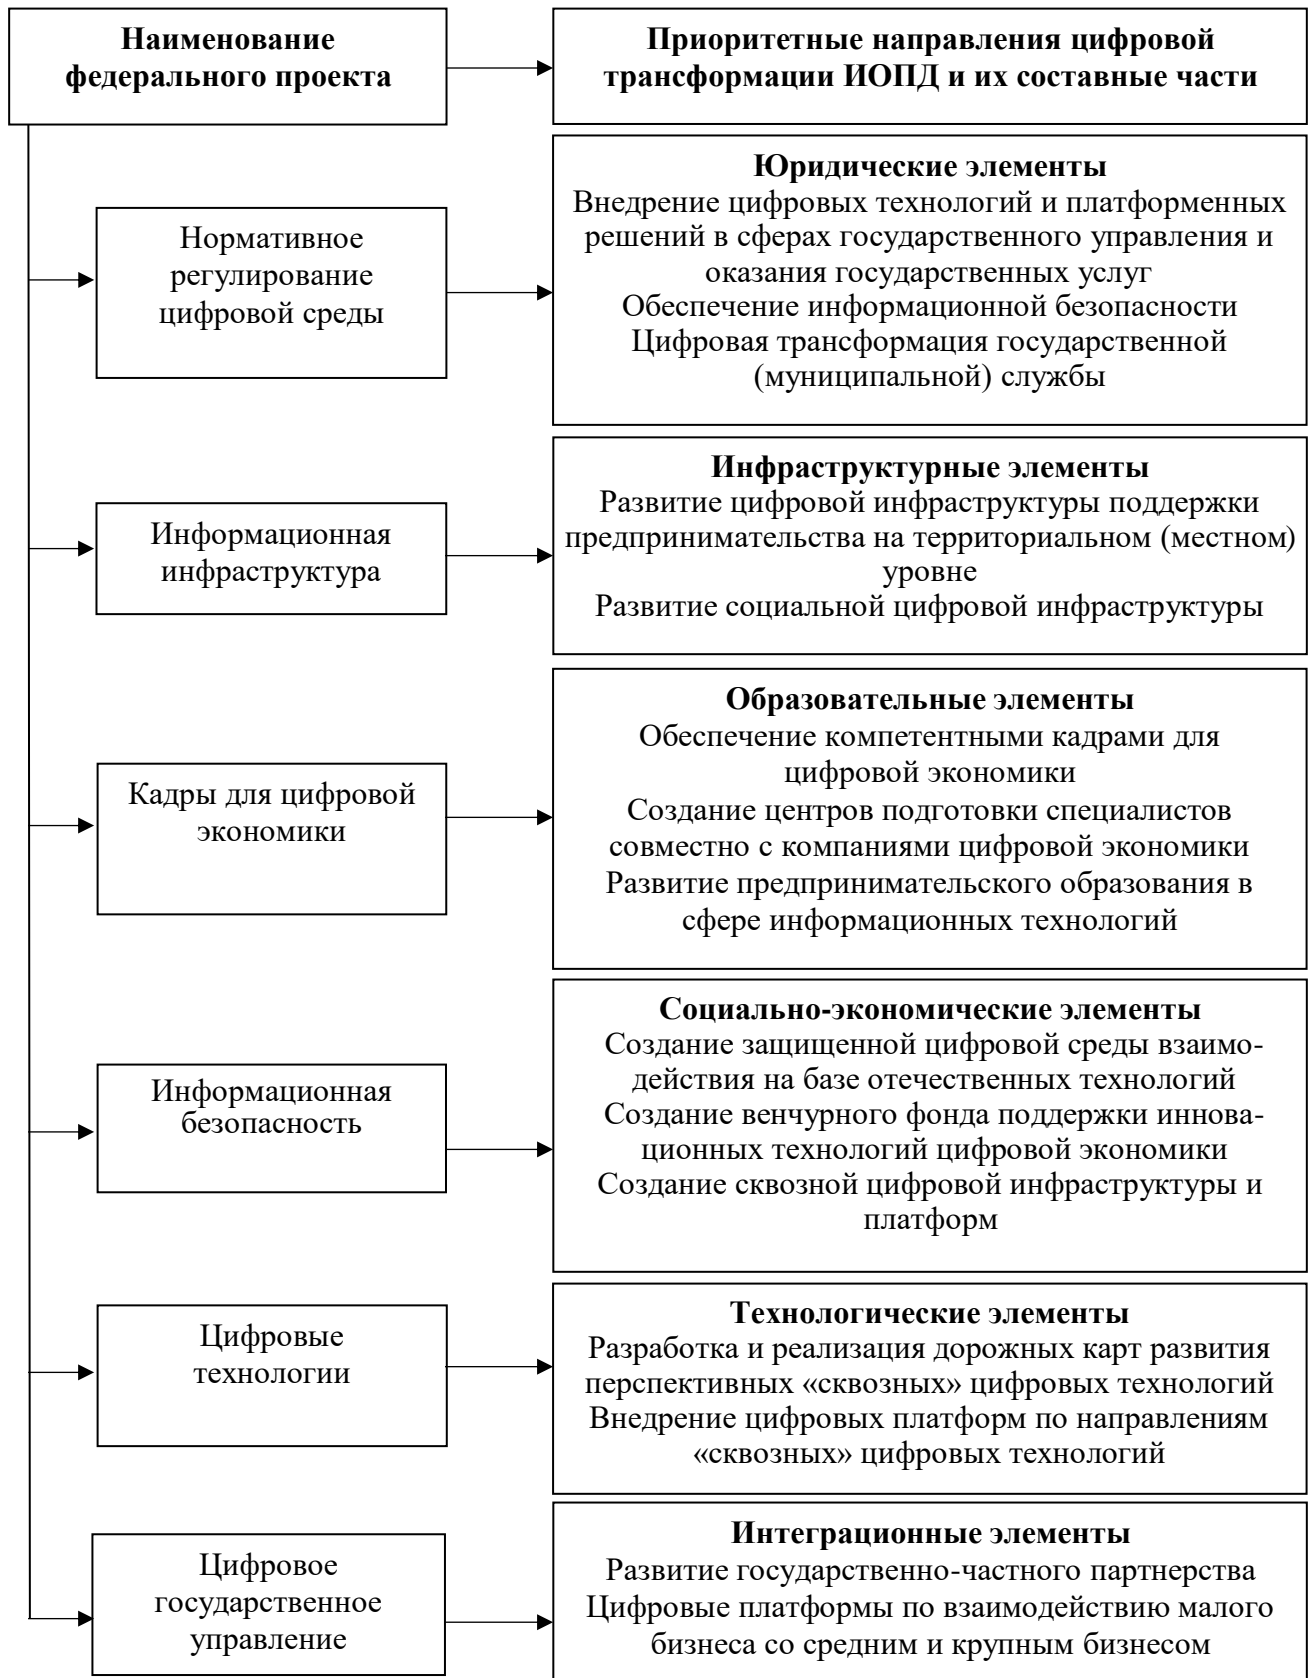 Наименование
федерального проекта
Приоритетные направления цифровой
трансформации ИОПД и их составные части
Нормативное
регулирование
цифровой среды
Юридические элементы
Внедрение цифровых технологий и платформенных
решений в сферах государственного управления и
оказания государственных услуг
Обеспечение информационной безопасности
Цифровая трансформация государственной
(муниципальной) службы
Информационная
инфраструктура
Инфраструктурные элементы
Развитие цифровой инфраструктуры поддержки
предпринимательства на территориальном (местном)
уровне
Развитие социальной цифровой инфраструктуры
Кадры для цифровой
экономики
Образовательные элементы
Обеспечение компетентными кадрами для
цифровой экономики
Создание центров подготовки специалистов
совместно с компаниями цифровой экономики
Развитие предпринимательского образования в
сфере информационных технологий
Информационная
безопасность
Социально-экономические элементы
Создание защищенной цифровой среды взаимо-
действия на базе отечественных технологий
Создание венчурного фонда поддержки иннова-
ционных технологий цифровой экономики
Создание сквозной цифровой инфраструктуры и
платформ
Цифровые
технологии
Технологические элементы
Разработка и реализация дорожных карт развития
перспективных «сквозных» цифровых технологий
Внедрение цифровых платформ по направлениям
«сквозных» цифровых технологий
Цифровое
государственное
управление
Интеграционные элементы
Развитие государственно-частного партнерства
Цифровые платформы по взаимодействию малого
бизнеса со средним и крупным бизнесом